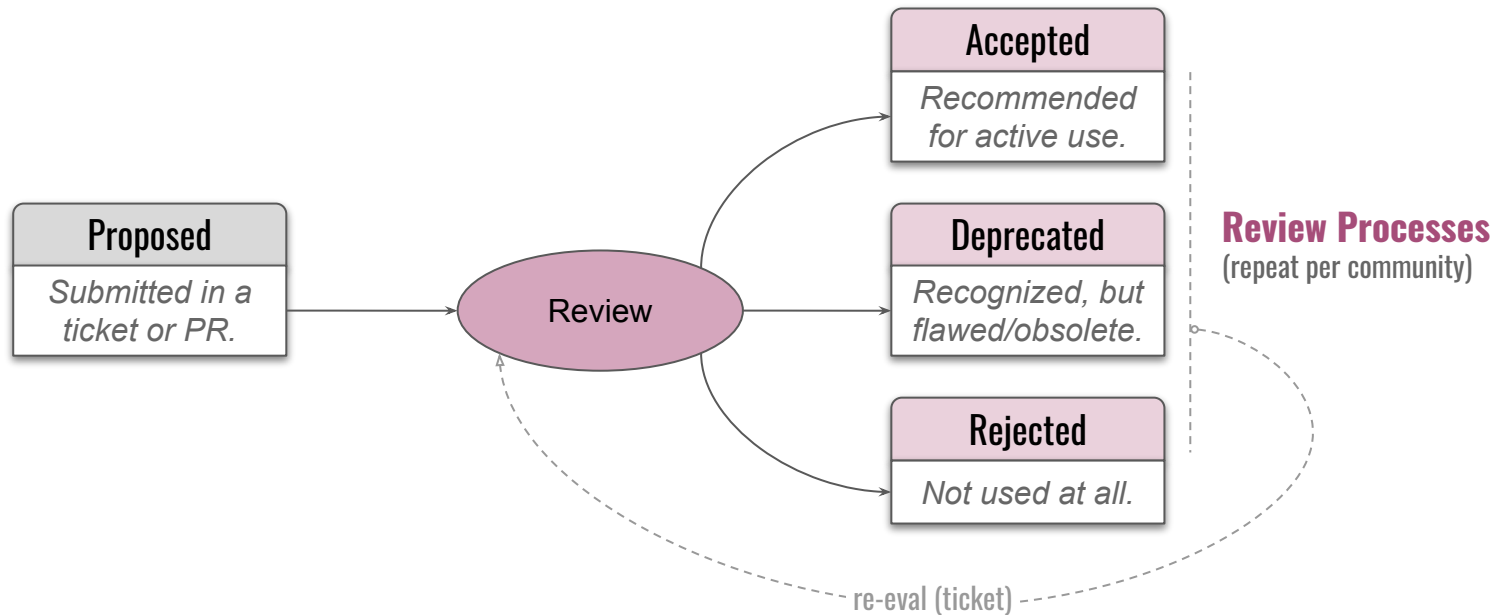 Proposed
Submitted in a
ticket or PR.
Review
Accepted
Recommended
for active use.
Deprecated
Recognized, but
flawed/obsolete.
Rejected
Not used at all.
Review Processes
(repeat per community)
re-eval (ticket)